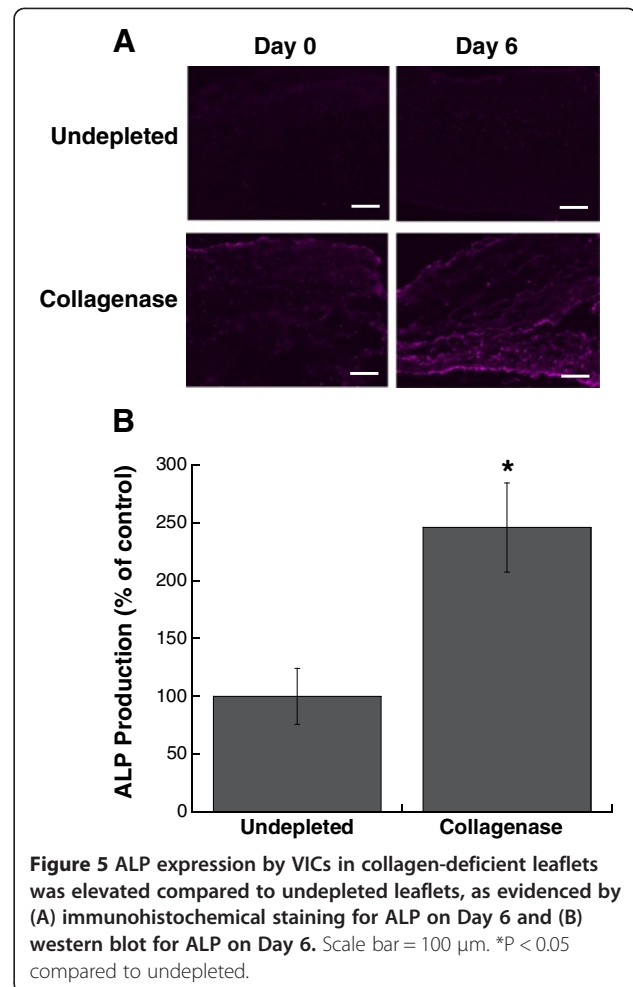 A
Day 0 Day 6
Undepleted
Collagenase
B
ALP Production (% of control)
300
250
200
150
100
50
0
*
Undepleted Collagenase
Figure 5 ALP expression by VICs in collagen-deficient leaflets
was elevated compared to undepleted leaflets, as evidenced by
(A) immunohistochemical staining for ALP on Day 6 and (B)
western blot for ALP on Day 6. Scale bar = 100 μm. *P < 0.05
compared to undepleted.